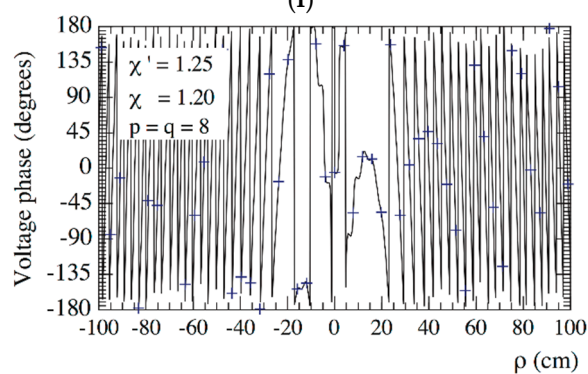 (1)
Voltage phase (degrees)
180
135
90
45
0
-45
-90
-135
-180
χ' = 1.25
χ = 1.20
p = q = 8
-100 -80 -60 -40 -20 0 20 40 60 80 100
ρ (cm)